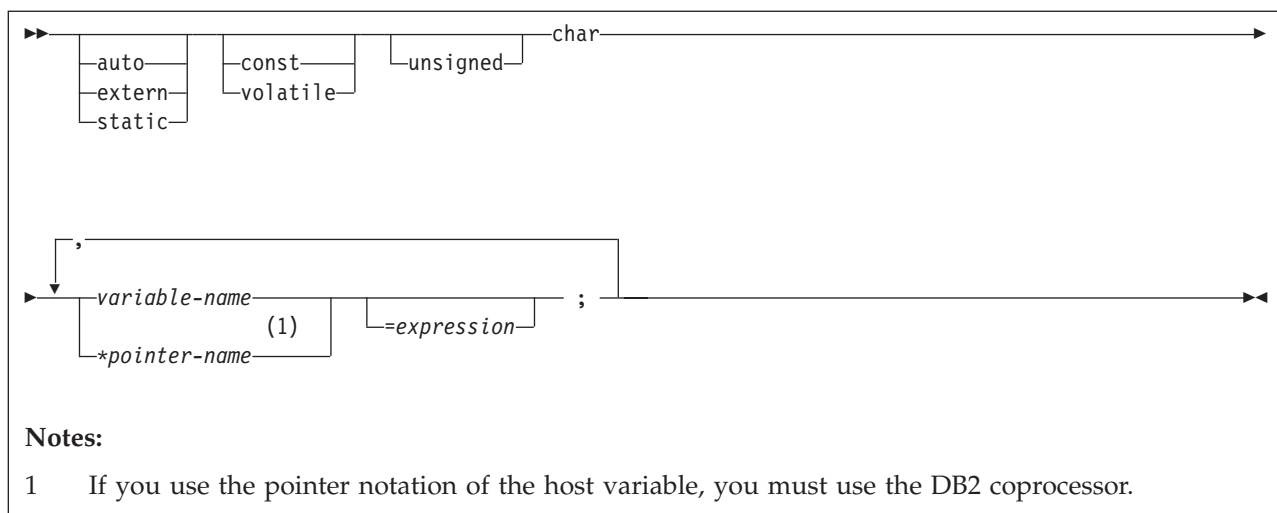 char
auto const unsigned
extern volatile
static
,
variable-name ;
(1) =expression
*pointer-name
Notes:
1 If you use the pointer notation of the host variable, you must use the DB2 coprocessor.